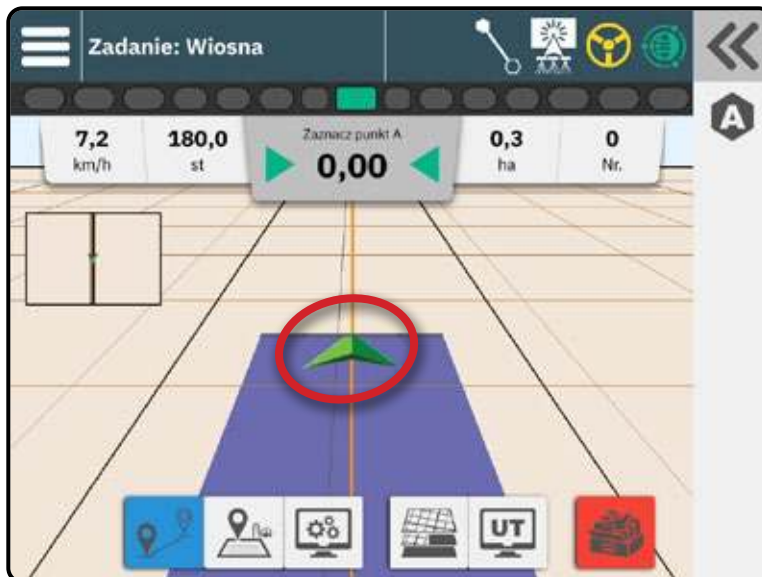 Zadanie: Wiosna
A
7,2
km/h
180,0
st
Zaznacz punkt A
0,00
0,3
ha
0
Nr.
UT